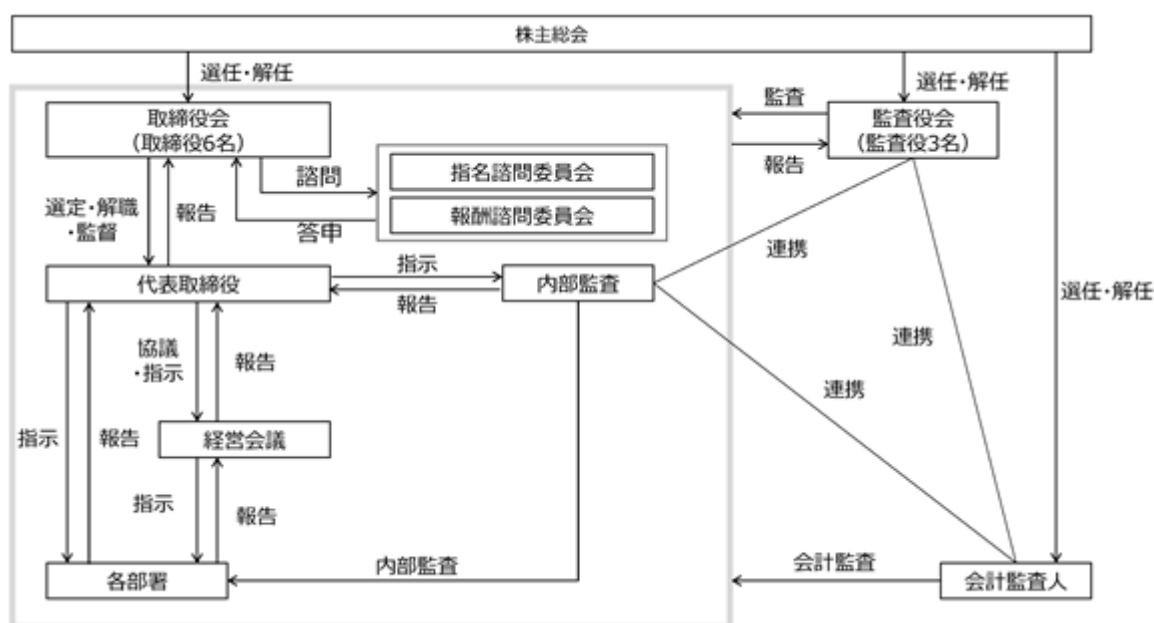 株主総会
選任・解任
選任・解任
監査
取締役会
(取締役6名)
監査役会
(監査役3名)
諮問
指名諮問委員会
報告
選定・解職
・監督
報告
報酬諮問委員会
答申
連携
指示
代表取締役
内部監査
報告
選任・解任
協議
・指示
報告
連携
連携
指示
報告
経営会議
指示
報告
内部監査
会計監査
各部署
会計監査人